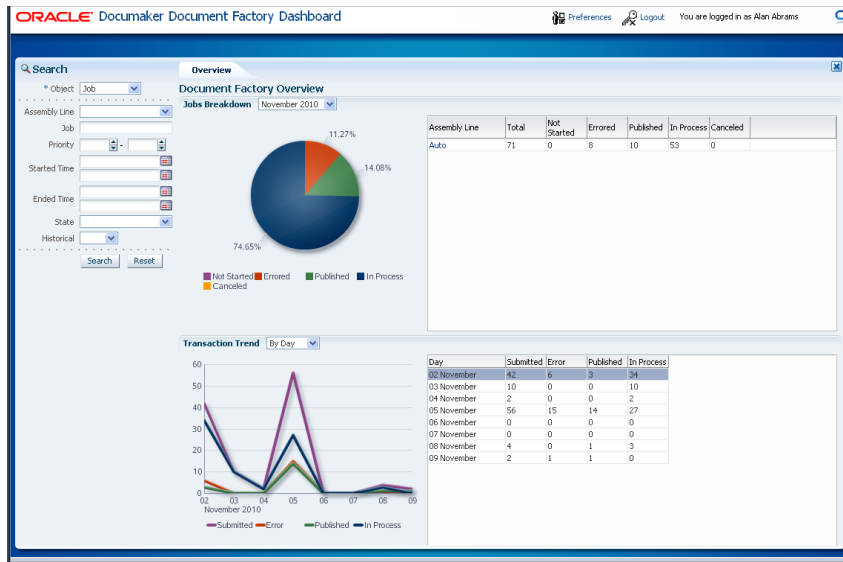 ORACLE Documaker Document Factory Dashboard
Preferences Logout You are logged in as Alan Abrams
Search
* Object Job
Assembly Line
Job
Priority -
Started Time
Ended Time
State
Historical
Search Reset
Overview
Document Factory Overview
Jobs Breakdown November 2010
11.27%
14.08%
74.65%
Not Started Errored Published In Process
Canceled
Assembly Line Total Not Started Errored Published In Process Canceled
Auto 71 0 8 10 53 0
Transaction Trend By Day
60
50
40
30
20
10
0
02 03 04 05 06 07 08 09
November 2010
Submitted Error Published In Process
Day Submitted Error Published In Process
02 November 42 6 3 34
03 November 10 0 0 10
04 November 2 0 0 2
05 November 56 15 14 27
06 November 0 0 0 0
07 November 0 0 0 0
08 November 4 0 1 3
09 November 2 1 1 0